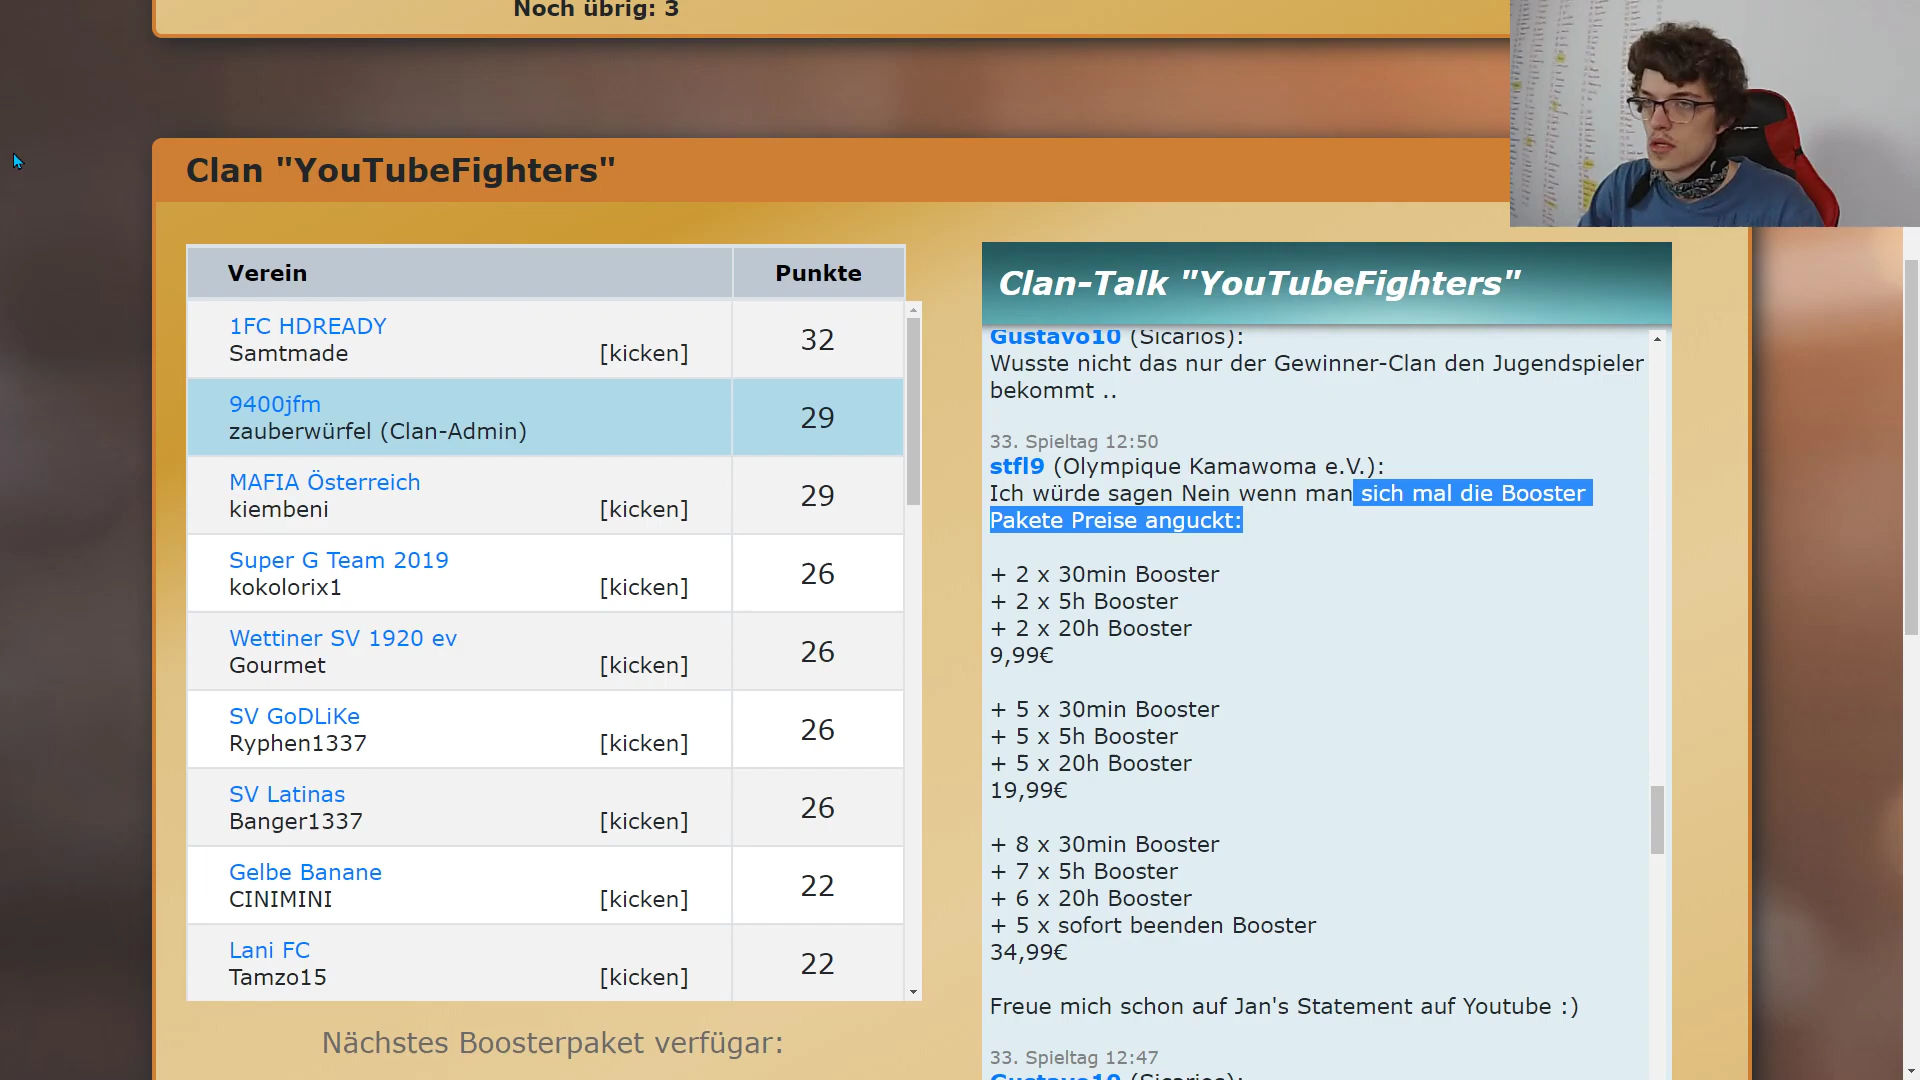 Noch übrig: 3
Clan "YouTubeFighters"
Verein Punkte
1FC HDREADY
Samtmade [kicken] 32
9400jfm
zauberwürfel (Clan-Admin) 29
MAFIA Österreich
kiembeni [kicken] 29
Super G Team 2019
kokolorix1 [kicken] 26
Wettiner SV 1920 ev
Gourmet [kicken] 26
SV GoDLiKe
Ryphen1337 [kicken] 26
SV Latinas
Banger1337 [kicken] 26
Gelbe Banane
CINIMINI [kicken] 22
Lani FC
Tamzo15 [kicken] 22
Nächstes Boosterpaket verfügar:
Clan-Talk "YouTubeFighters"
Gustavo10 (Sicarios):
Wusste nicht das nur der Gewinner-Clan den Jugendspieler
bekommt ..
33. Spieltag 12:50
stfl9 (Olympique Kamawoma e.V.):
Ich würde sagen Nein wenn man sich mal die Booster
Pakete Preise anguckt:
+ 2 x 30min Booster
+ 2 x 5h Booster
+ 2 x 20h Booster
9,99€
+ 5 x 30min Booster
+ 5 x 5h Booster
+ 5 x 20h Booster
19,99€
+ 8 x 30min Booster
+ 7 x 5h Booster
+ 6 x 20h Booster
+ 5 x sofort beenden Booster
34,99€
Freue mich schon auf Jan's Statement auf Youtube :)
33. Spieltag 12:47
Gustavo10 (Sicarios):